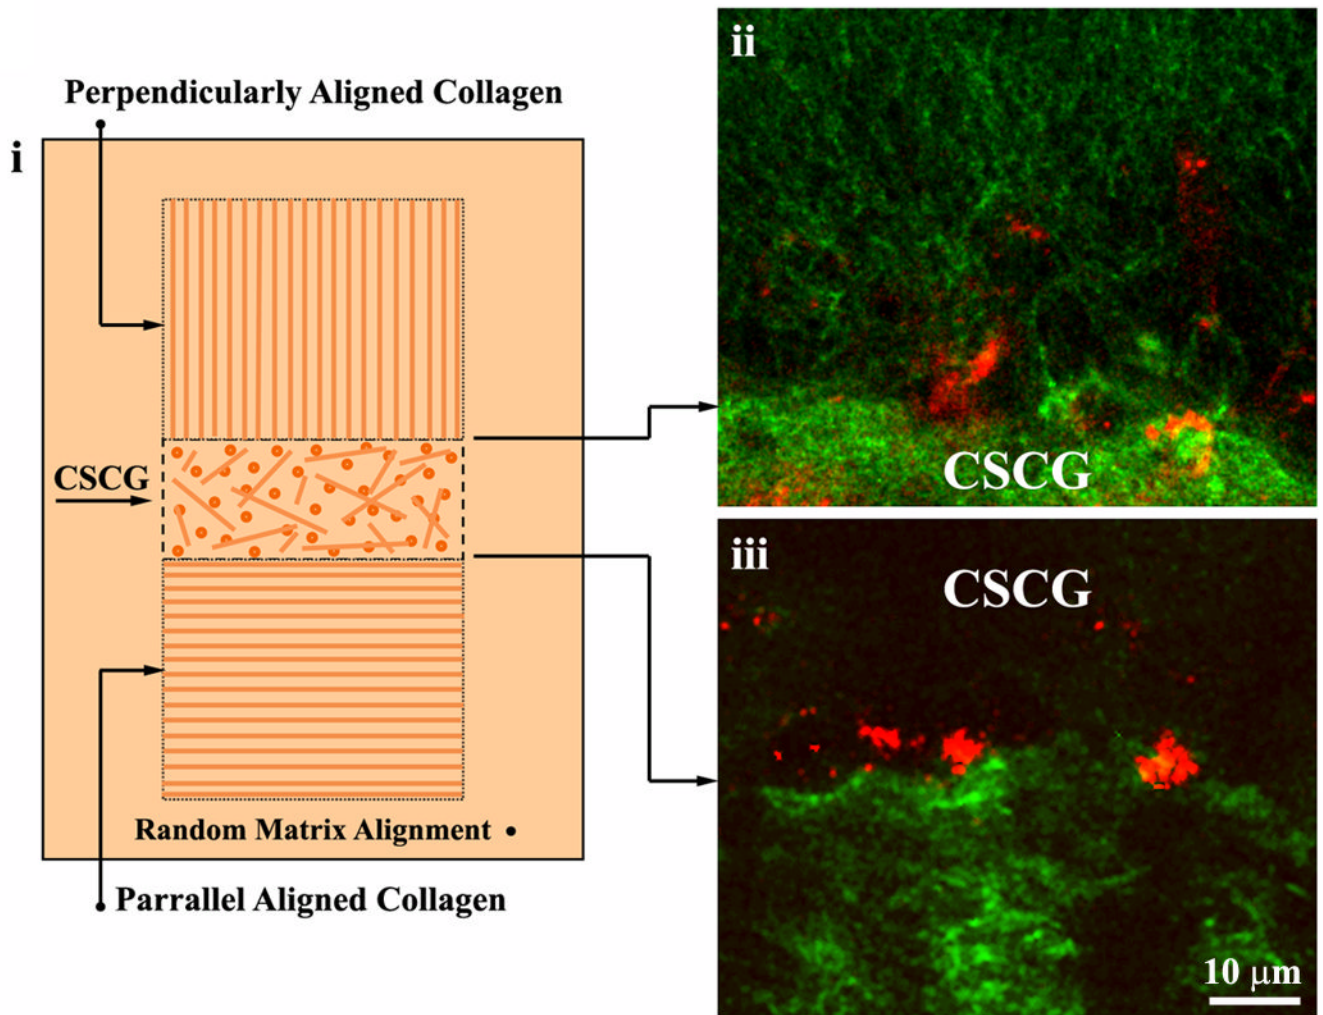 Perpendicularly Aligned Collagen
i
CSCG
Random Matrix Alignment
Parrallel Aligned Collagen
ii
CSCG
iii
CSCG
10 μm